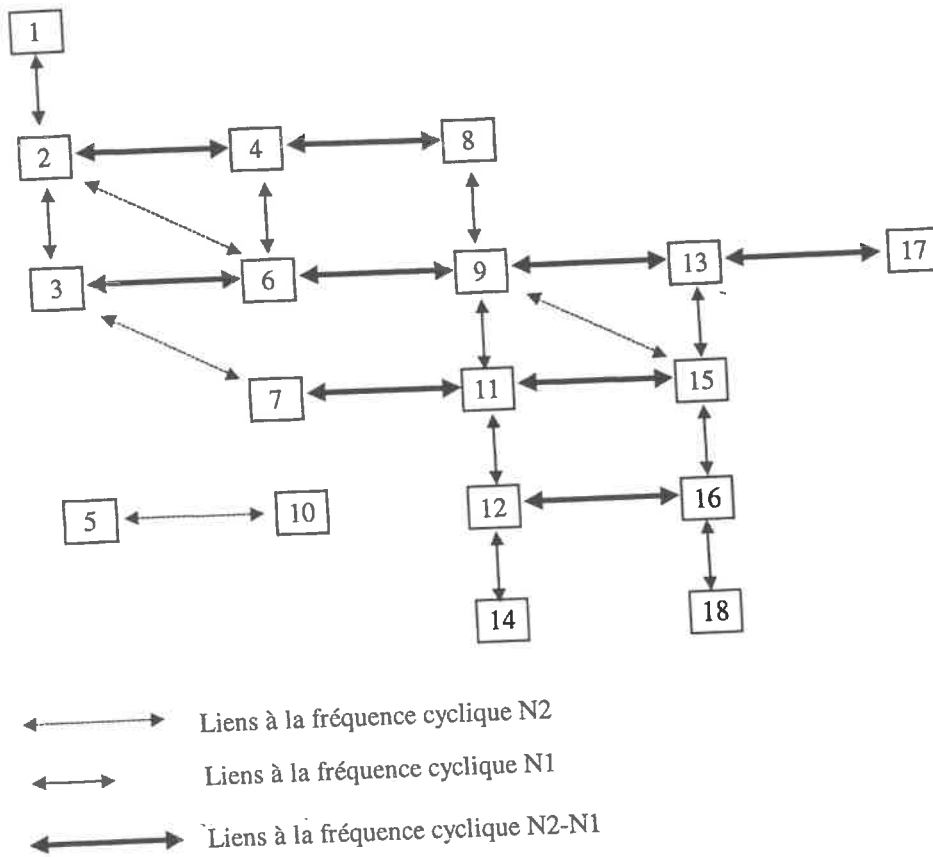 1
2 4 8
3 6 9 13 17
7 11 15
5 10 12 16
14 18
Liens à la fréquence cyclique N2
Liens à la fréquence cyclique N1
Liens à la fréquence cyclique N2-N1